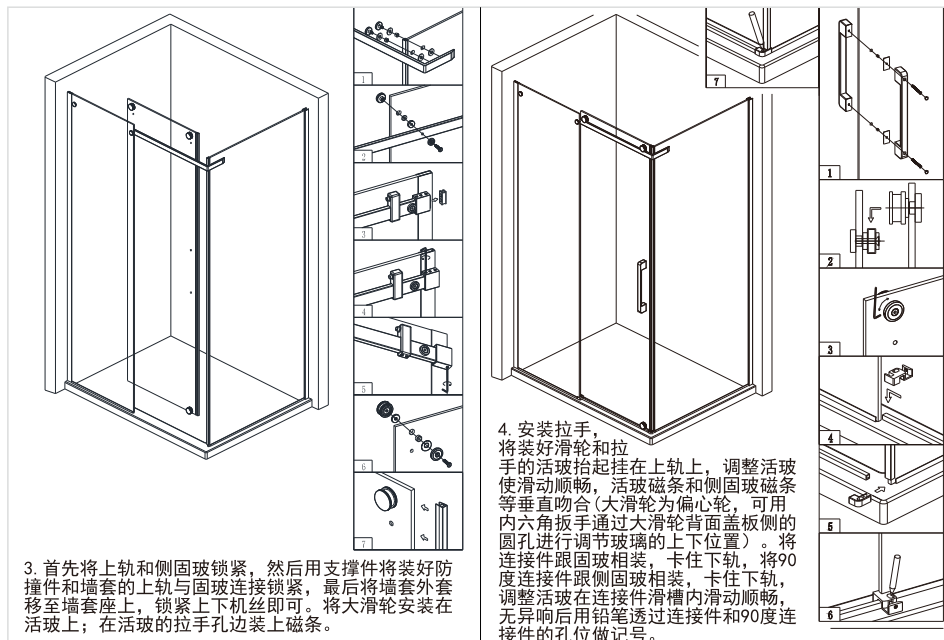 1
2
3
4
5
6
7
3. 首先将上轨和侧固玻锁紧，然后用支撑件将装好防
撞件和墙套的上轨与固玻连接锁紧，最后将墙套外套
移至墙套座上，锁紧上下机丝即可。将大滑轮安装在
活玻上；在活玻的拉手孔边装上磁条。
7
1
2
3
4
5
6
4. 安装拉手，
将装好滑轮和拉
手的活玻抬起挂在上轨上，调整活玻
使滑动顺畅，活玻磁条和侧固玻磁条
等垂直吻合(大滑轮为偏心轮，可用
内六角扳手通过大滑轮背面盖板侧的
圆孔进行调节玻璃的上下位置）。将
连接件跟固玻相装，卡住下轨，将90
度连接件跟侧固玻相装，卡住下轨，
调整活玻在连接件滑槽内滑动顺畅，
无异响后用铅笔透过连接件和90度连
接件的孔位做记号。